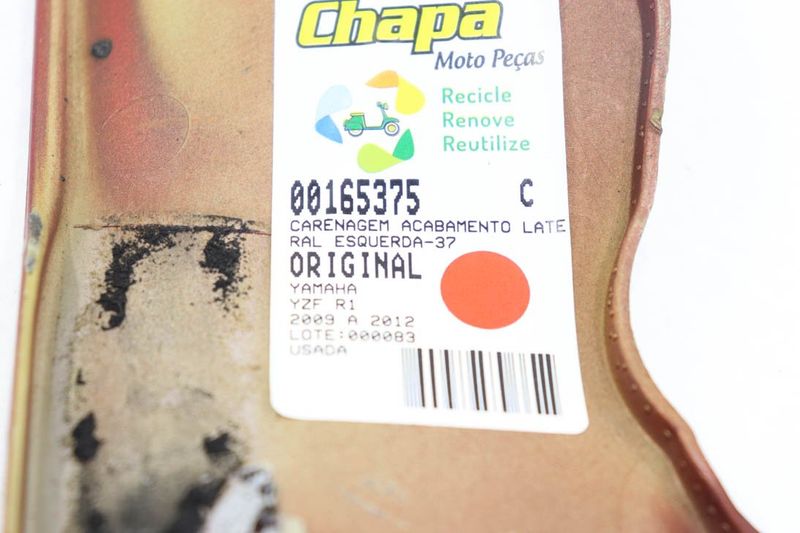 Chapa
Moto Peças
Recicle
Renove
Reutilize
00165375 C
CARENAGEM ACABAMENTO LATE
RAL ESQUERDA-37
ORIGINAL
YAMAHA
YZF R1
2009 A 2012
LOTE:000083
USADA